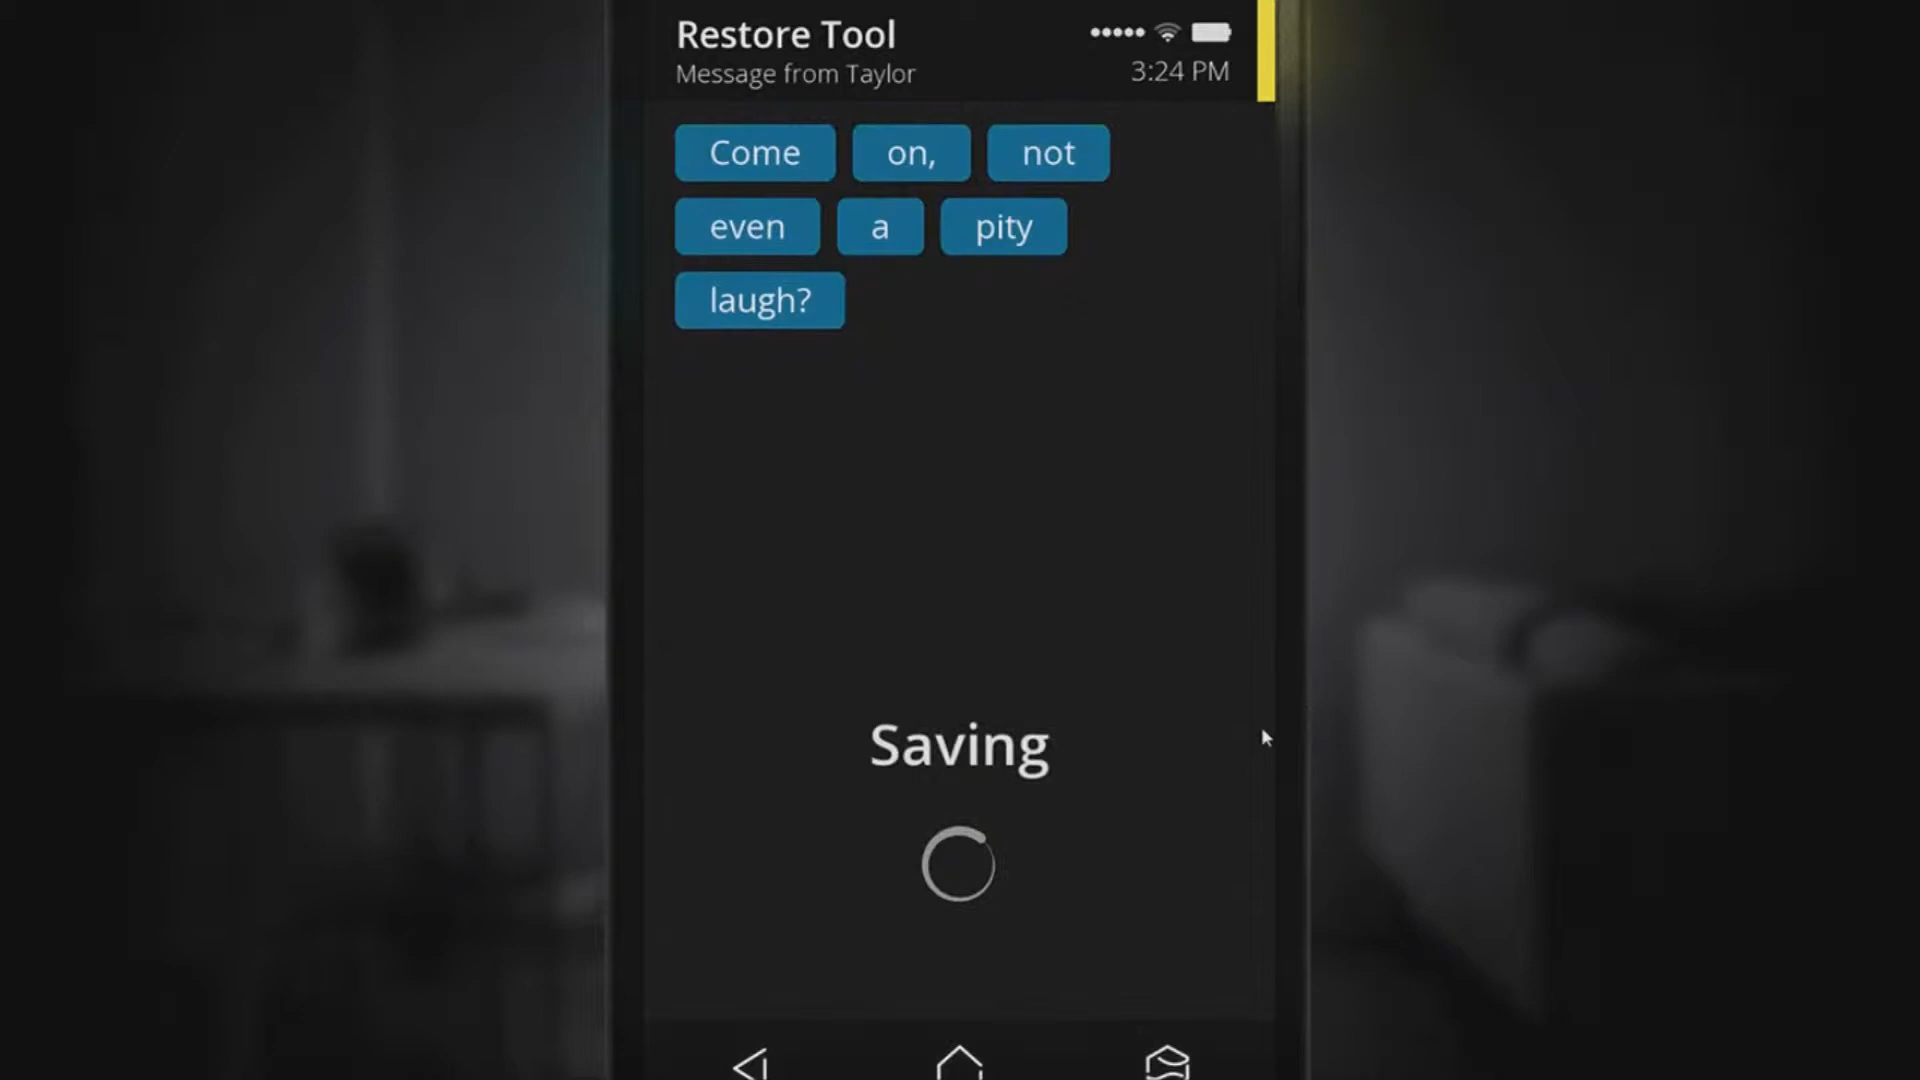 Restore Tool
Message from Taylor
3:24 PM
Come on, not
even a pity
laugh?
Saving